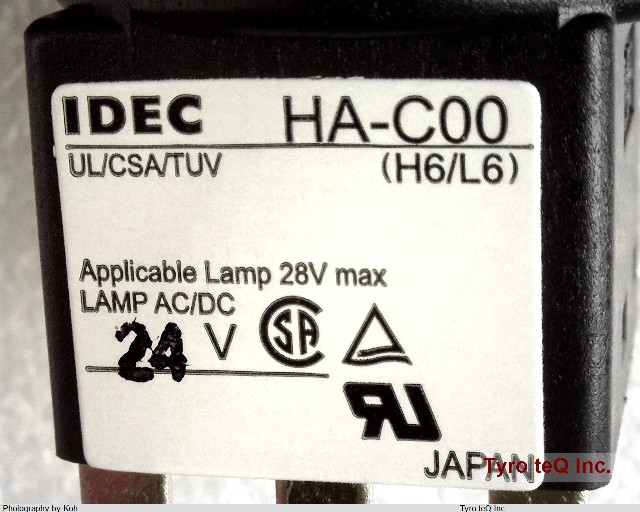 IDEC HA-C00
UL/CSA/TUV (H6/L6)
Applicable Lamp 28V max
LAMP AC/DC
24 V
JAPAN
Tyro teQ Inc.
Photography by Koh Tyro teQ Inc